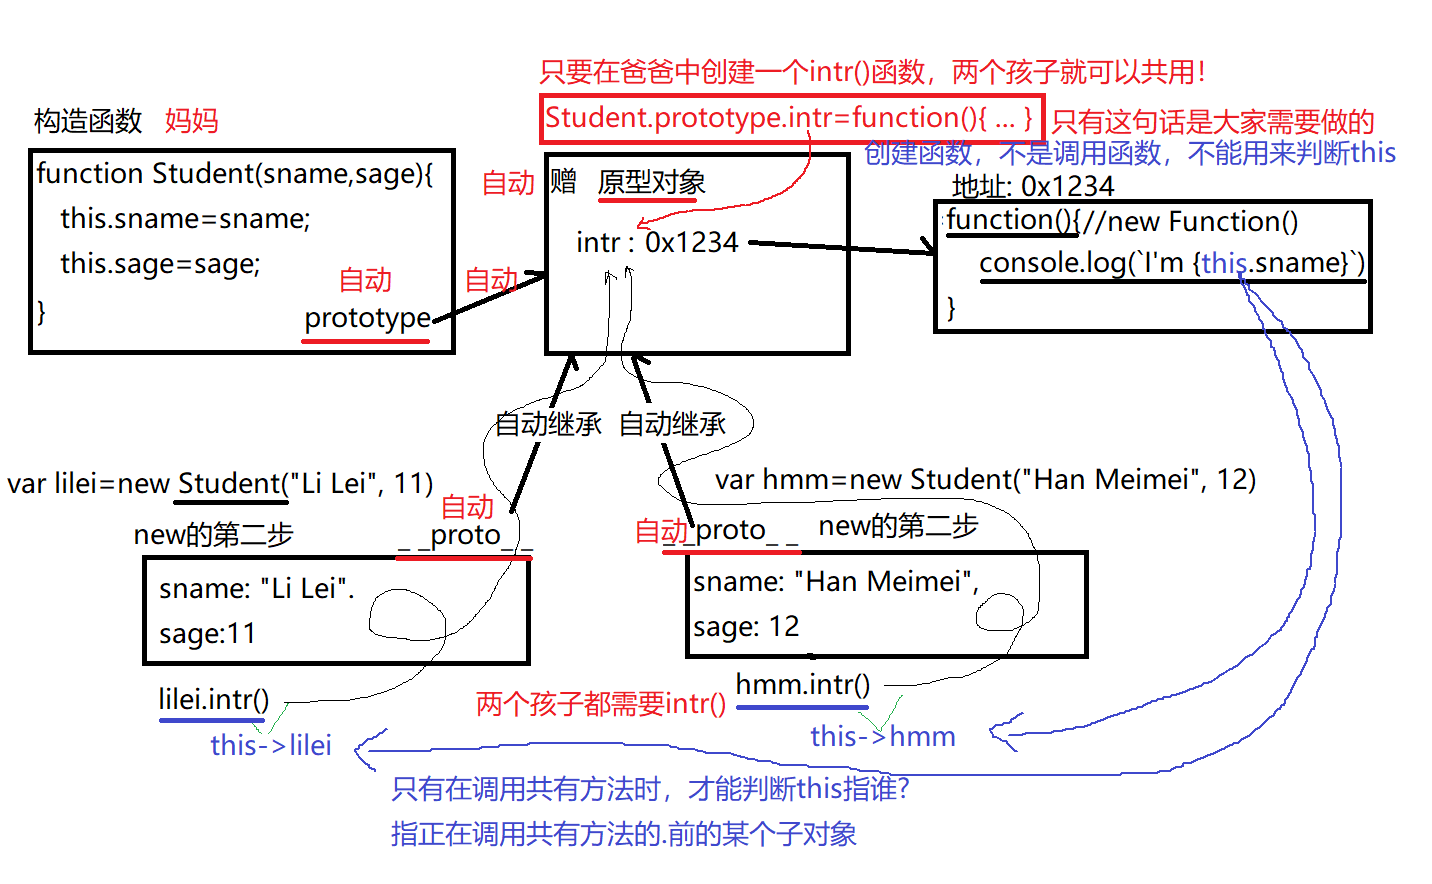 只要在爸爸中创建一个intr()函数，两个孩子就可以共用！
Student.prototype.intr=function(){ ... }
只有这句话是大家需要做的
创建函数，不是调用函数，不能用来判断this
构造函数 妈妈
function Student(sname,sage){
this.sname=sname;
this.sage=sage;
}
自动
prototype
自动
自动 赠 原型对象
intr : 0x1234
地址: 0x1234
function(){//new Function()
console.log(`I'm {this.sname}`)
}
自动继承
自动继承
var lilei=new Student("Li Lei", 11)
new的第二步
自动
_ _proto_ _
sname: "Li Lei".
sage:11
lilei.intr()
this->lilei
var hmm=new Student("Han Meimei", 12)
自动
_ _proto_ _
new的第二步
sname: "Han Meimei",
sage: 12
两个孩子都需要intr()
hmm.intr()
this->hmm
只有在调用共有方法时，才能判断this指谁?
指正在调用共有方法的.前的某个子对象